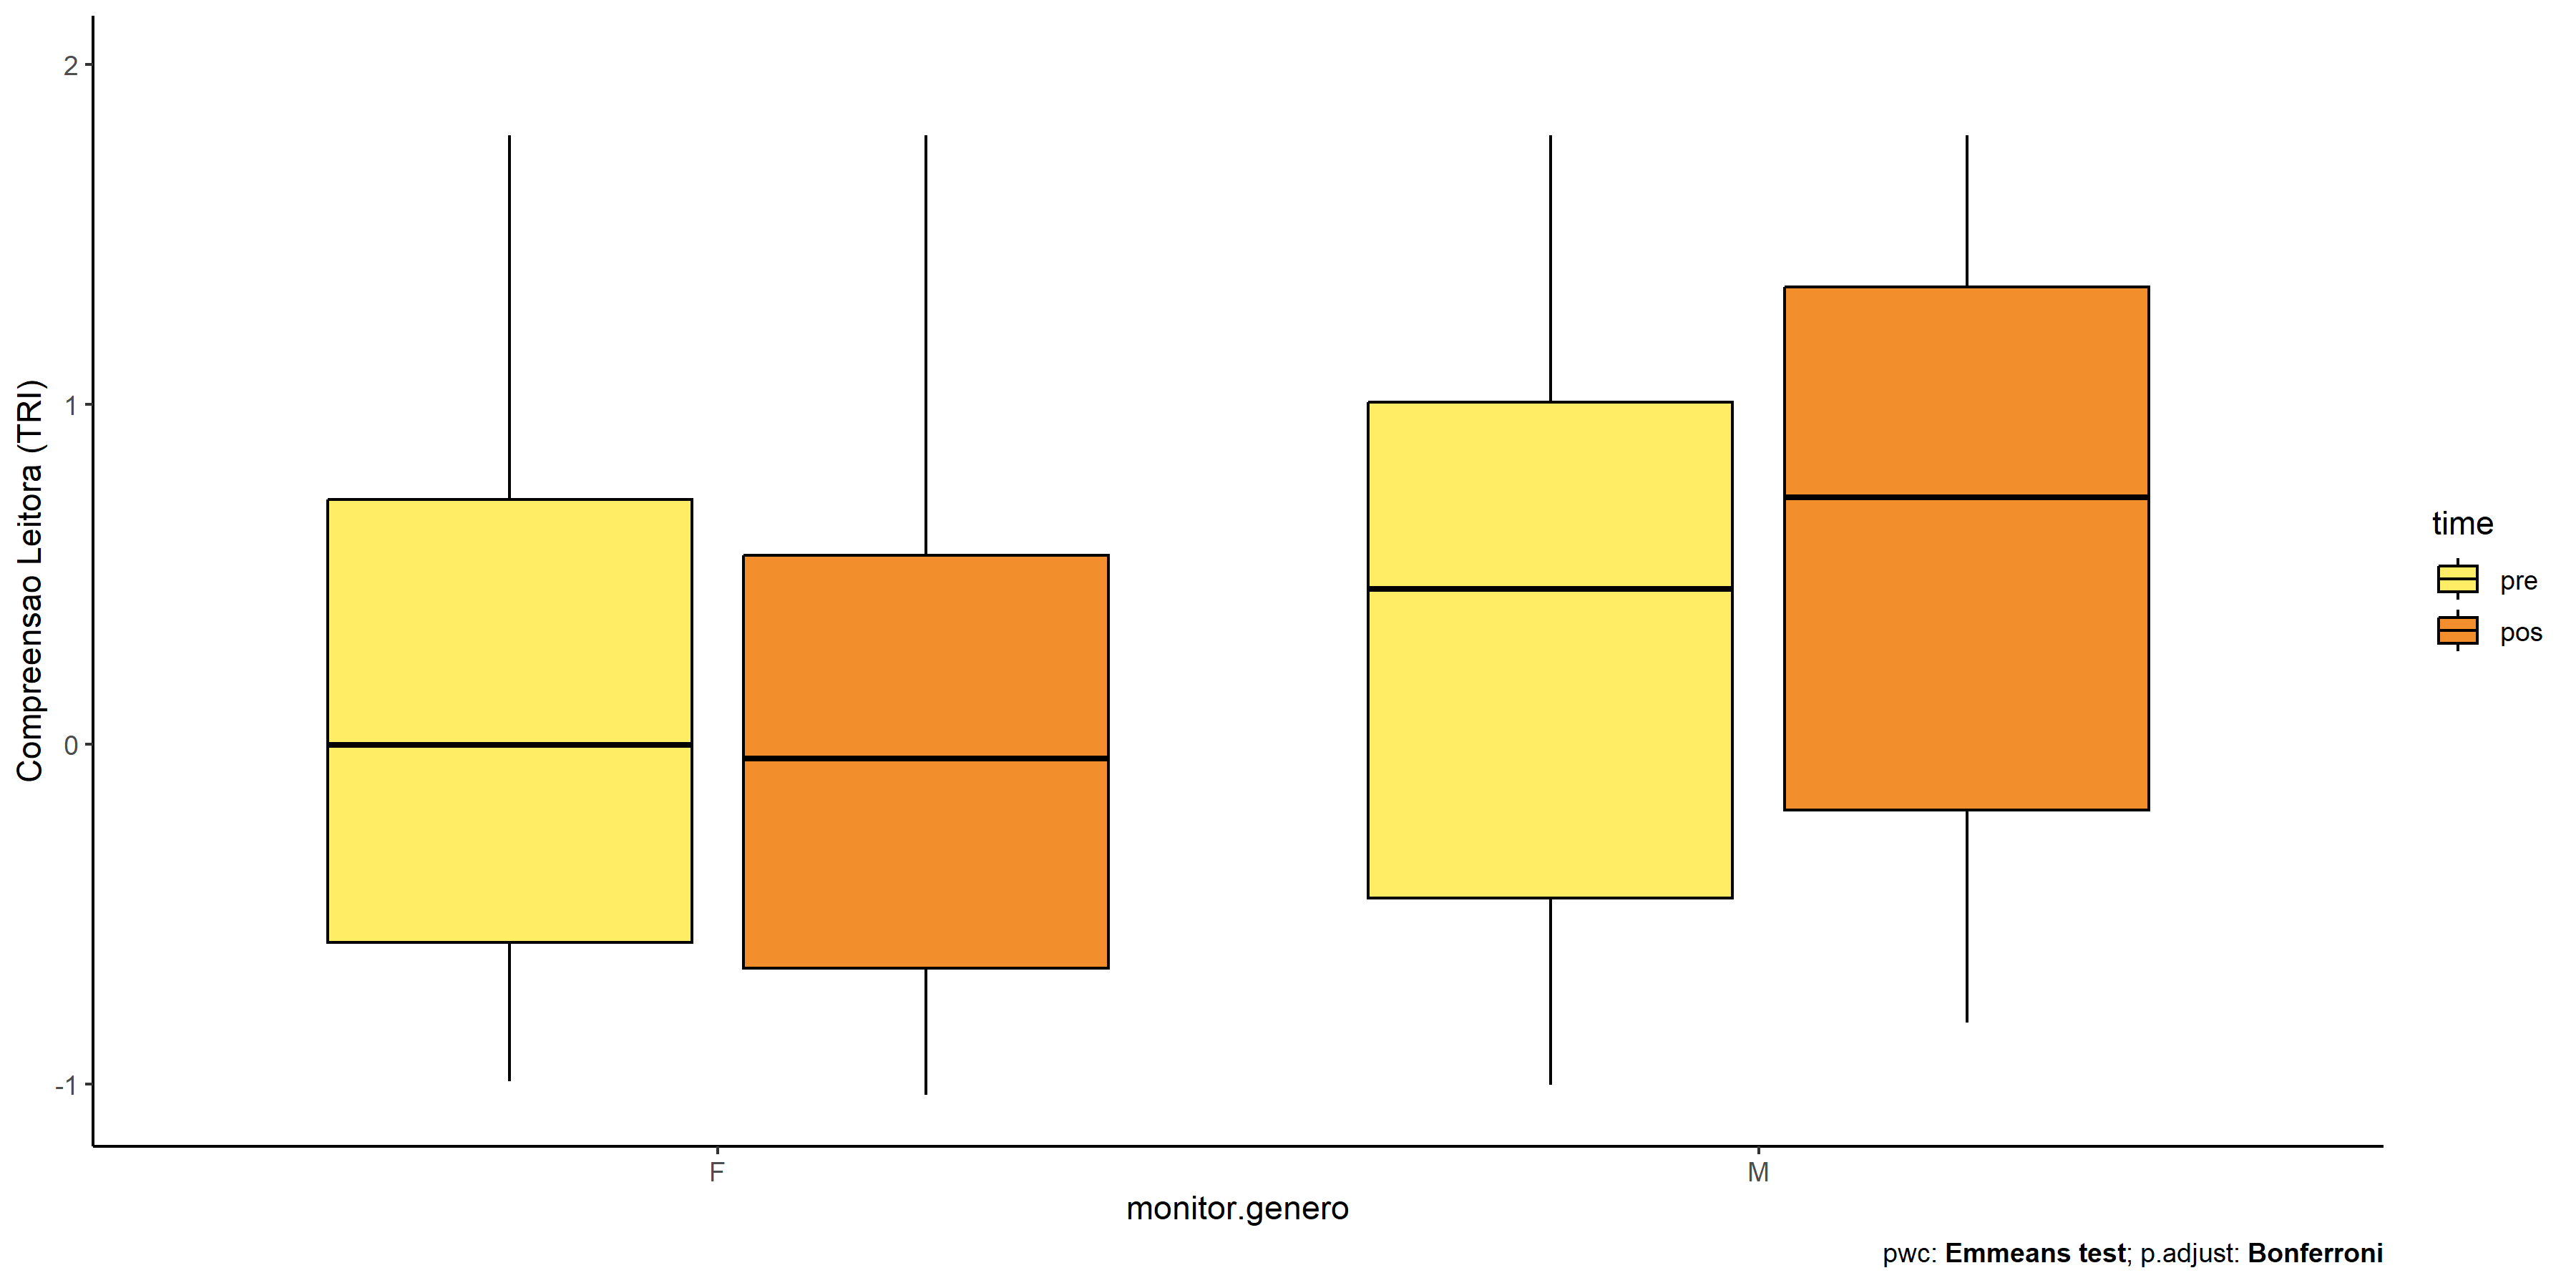 Compreensao Leitora (TRI)
2
1
0
-1
F
M
monitor.genero
time
pre
pos
pwc: Emmeans test; p.adjust: Bonferroni